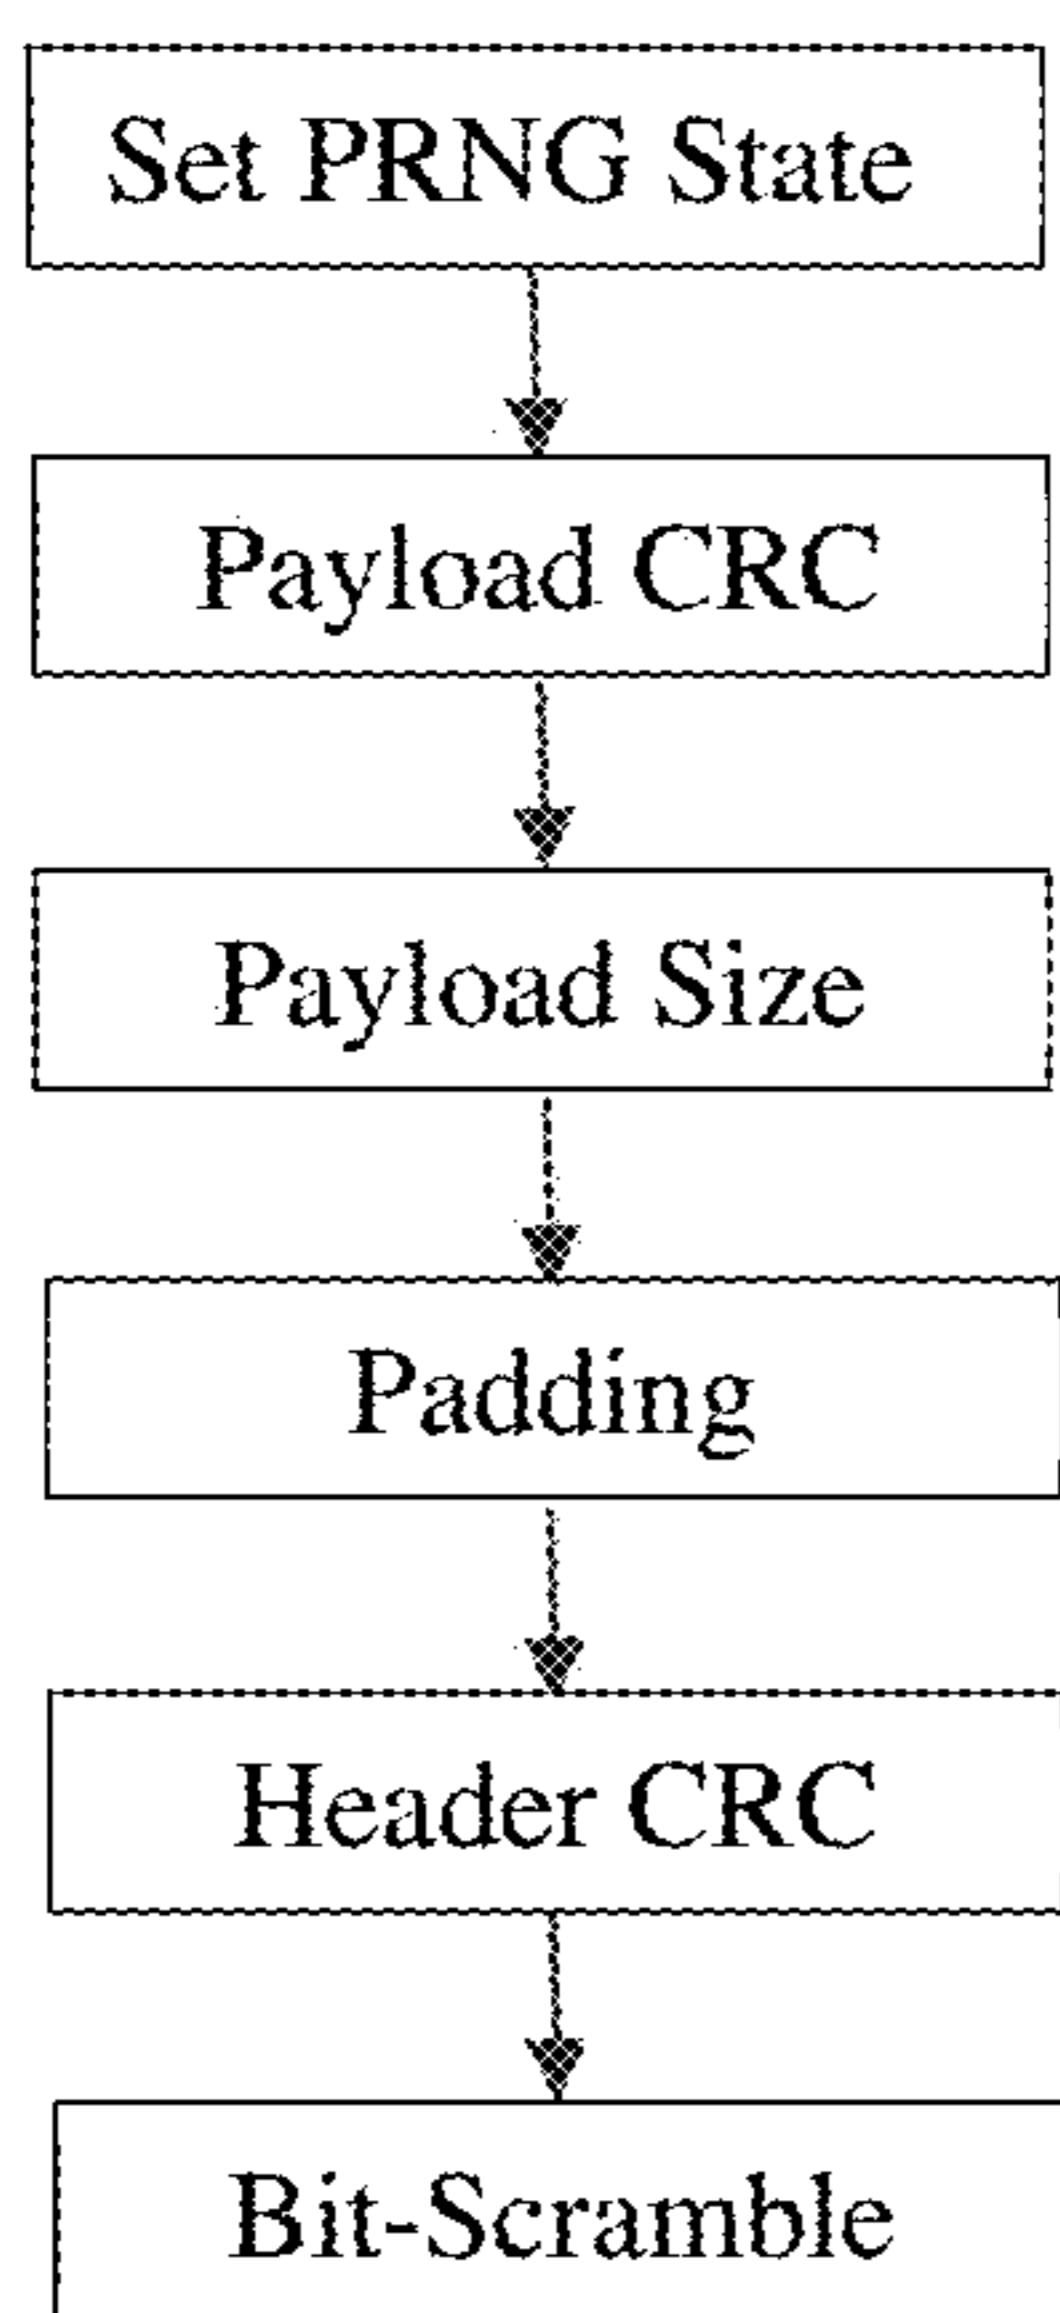 Set PRNG State
Payload CRC
Payload Size
Padding
Header CRC
Bit-Scramble